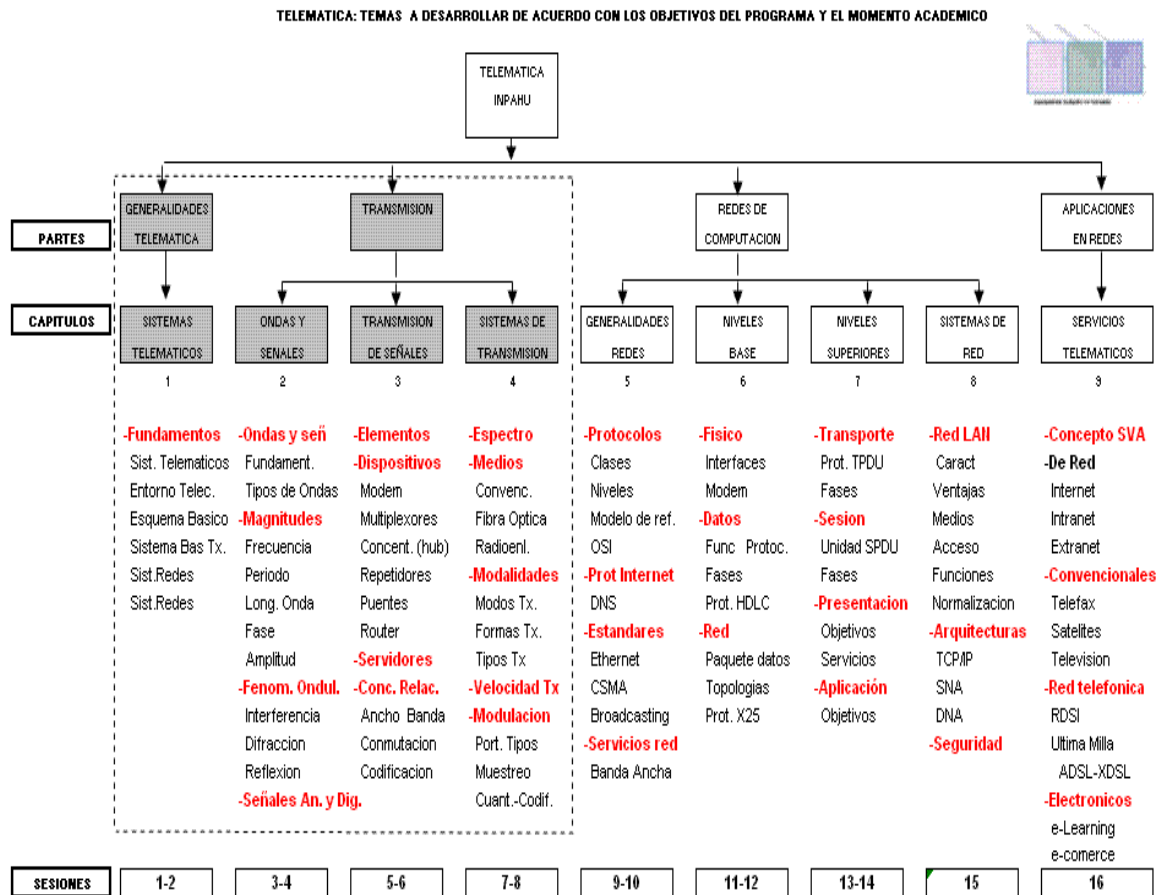 TELEMATICA: TEMAS A DESARROLLAR DE ACUERDO CON LOS OBJETIVOS DEL PROGRAMA Y EL MOMENTO ACADEMICO
TELEMATICA
INPAHU
PARTES
GENERALIDADES
TELEMATICA
TRANSMISION
REDES DE
COMPUTACION
APLICACIONES
EN REDES
CAPITULOS
SISTEMAS
TELEMATICOS
1
ONDAS Y
SENALES
2
TRANSMISION
DE SEÑALES
3
SISTEMAS DE
TRANSMISION
4
GENERALIDADES
REDES
5
NIVELES
BASE
6
NIVELES
SUPERIORES
7
SISTEMAS DE
RED
8
SERVICIOS
TELEMATICOS
9
-Fundamentos
Sist. Telematicos
Entorno Telec.
Esquema Basico
Sistema Bas Tx.
Sist.Redes
Sist.Redes
-Ondas y señ
Fundament.
Tipos de Ondas
-Magnitudes
Frecuencia
Periodo
Long. Onda
Fase
Amplitud
-Fenom. Ondul.
Interferencia
Difraccion
Reflexion
-Señales An. y Dig.
-Elementos
-Dispositivos
Modem
Multiplexores
Concent. (hub)
Repetidores
Puentes
Router
-Servidores
-Conc. Relac.
Ancho Banda
Conmutacion
Codificacion
-Espectro
-Medios
Convenc.
Fibra Optica
Radioenl.
-Modalidades
Modos Tx.
Formas Tx.
Tipos Tx
-Velocidad Tx
-Modulacion
Port. Tipos
Muestreo
Cuant.-Codif.
-Protocolos
Clases
Niveles
Modelo de ref.
OSI
-Prot Internet
DNS
-Estandares
Ethernet
CSMA
Broadcasting
-Servicios red
Banda Ancha
-Fisico
Interfaces
Modem
-Datos
Func Protoc.
Fases
Prot. HDLC
-Red
Paquete datos
Topologias
Prot. X25
-Transporte
Prot. TPDU
Fases
-Sesion
Unidad SPDU
Fases
-Presentacion
Objetivos
Servicios
-Aplicación
Objetivos
-Red LAN
Caract
Ventajas
Medios
Acceso
Funciones
Normalizacion
-Arquitecturas
TCP/IP
SNA
DNA
-Seguridad
-Concepto SVA
-De Red
Internet
Intranet
Extranet
-Convencionales
Telefax
Satelites
Television
-Red telefonica
RDSI
Ultima Milla
ADSL-XDSL
-Electronicos
e-Learning
e-comerce
SESIONES
1-2
3-4
5-6
7-8
9-10
11-12
13-14
15
16